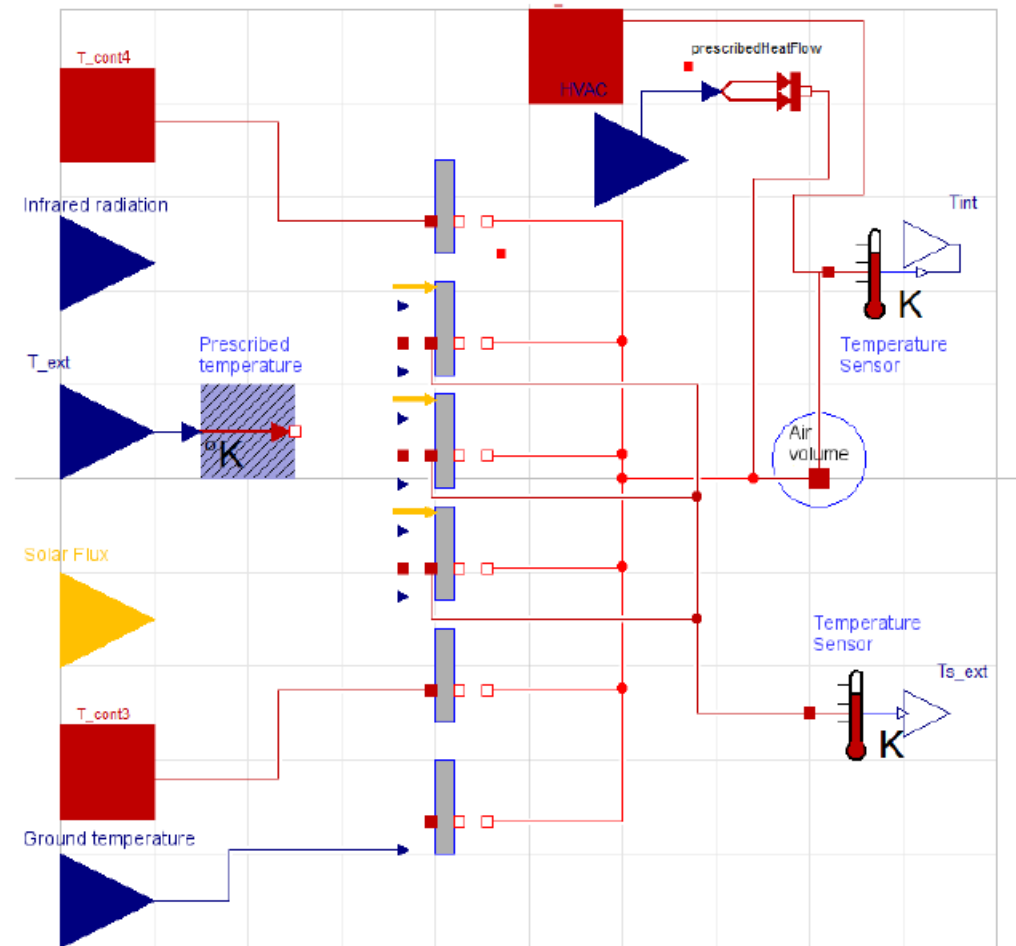 prescribedHeatFlow
T_cont4
HVAC
Infrared radiation
Tint
K
Prescribed
temperature
T_ext
°K
Temperature
Sensor
Air
volume
Solar Flux
Temperature
Sensor
Ts_ext
K
T_cont3
Ground temperature